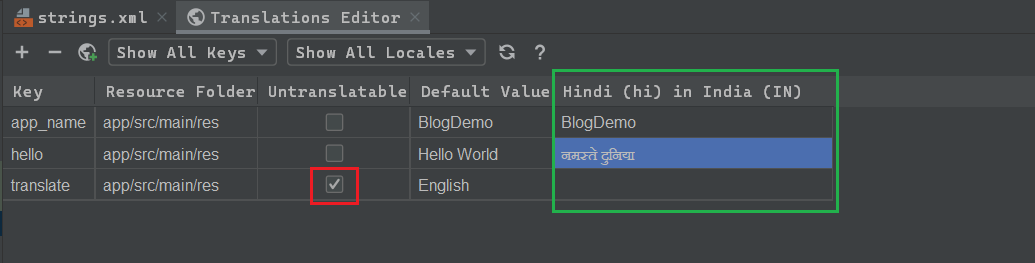 strings.xml Translations Editor
Show All Keys Show All Locales ?
Key Resource Folder Untranslatable Default Value Hindi (hi) in India (IN)
app_name app/src/main/res BlogDemo BlogDemo
hello app/src/main/res Hello World नमस्ते दुनिया
translate app/src/main/res English